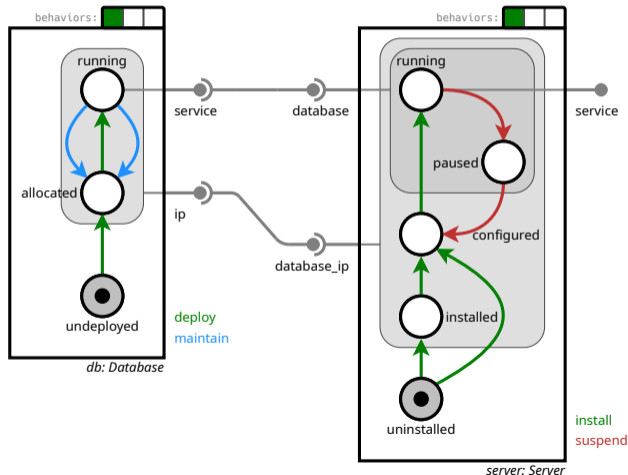 behaviors:
behaviors:
running
running
service
database
service
paused
allocated
ip
configured
database_ip
undeployed
deploy
installed
maintain
db: Database
uninstalled
install
suspend
server: Server